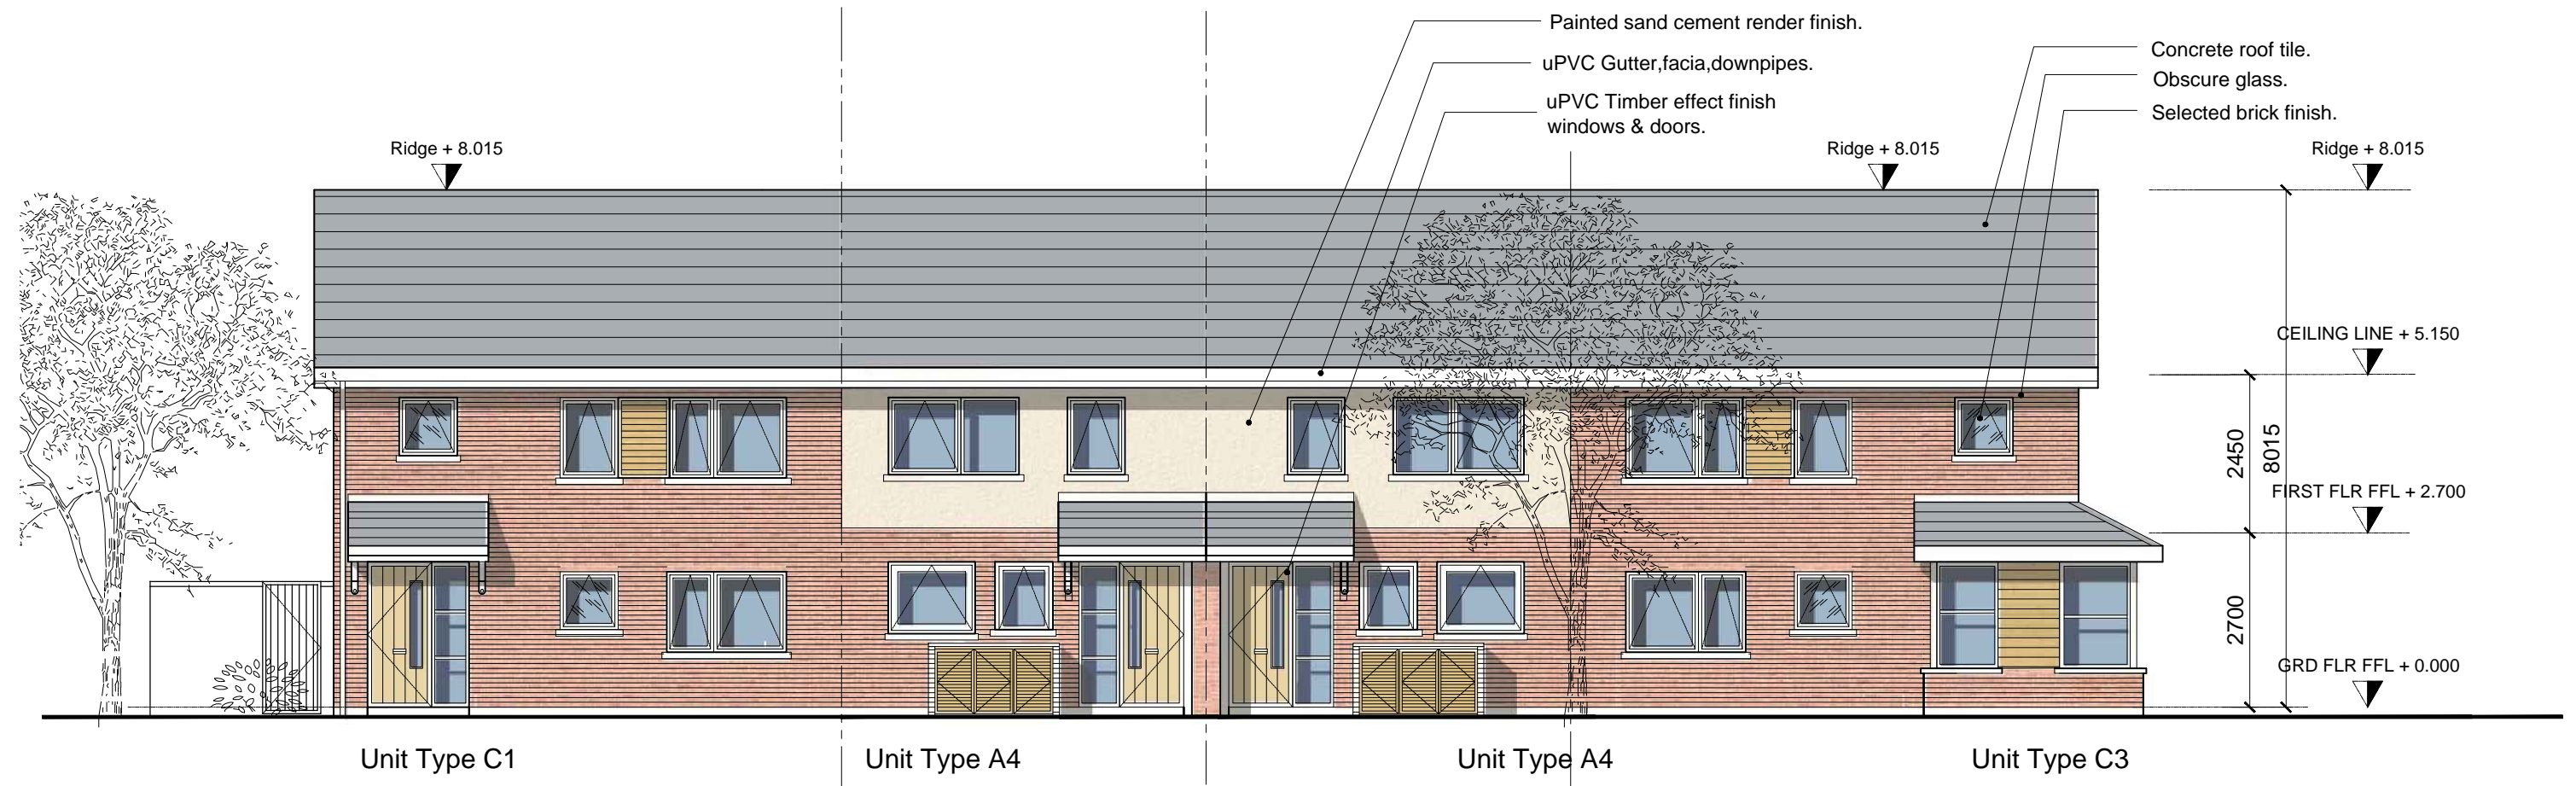 Painted sand cement render finish.
uPVC Gutter,facia,downpipes.
uPVC Timber effect finish
windows & doors.
Concrete roof tile.
Obscure glass.
Selected brick finish.
Ridge + 8.015
Ridge + 8.015
Ridge + 8.015
CEILING LINE + 5.150
2450
8015
FIRST FLR FFL + 2.700
2700
GRD FLR FFL + 0.000
Unit Type C1
Unit Type A4
Unit Type A4
Unit Type C3